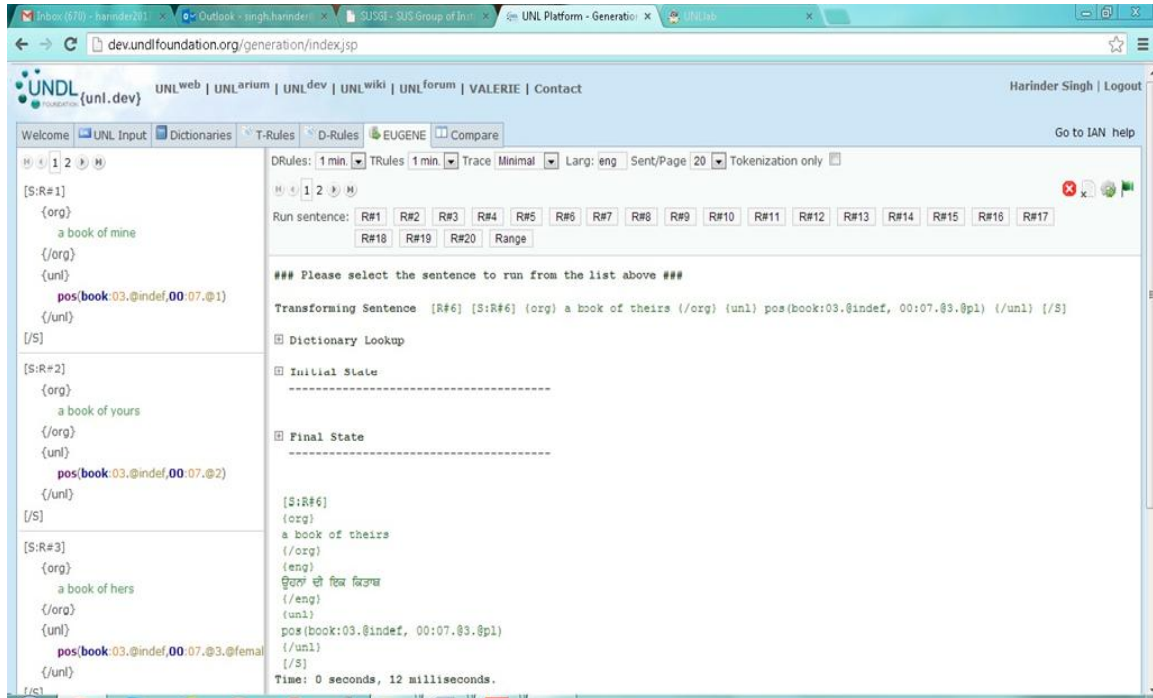 Inbox (670) - harinder201
Outlook - singh.harinder
SUSGI - SUS Group of Inst
UNL Platform - Generation
UNLlab
dev.undlfoundation.org/generation/index.jsp
UNDL FOUNDATION {unl.dev}
UNLweb | UNLarium | UNLdev | UNLwiki | UNLforum | VALERIE | Contact
Harinder Singh | Logout
Welcome UNL Input Dictionaries T-Rules D-Rules EUGENE Compare
Go to IAN help
1 2
[S:R#1]
{org}
a book of mine
{/org}
{unl}
pos(book:03.@indef,00:07.@1)
{/unl}
[/S]
[S:R#2]
{org}
a book of yours
{/org}
{unl}
pos(book:03.@indef,00:07.@2)
{/unl}
[/S]
[S:R#3]
{org}
a book of hers
{/org}
{unl}
pos(book:03.@indef,00:07.@3.@femal
{/unl}
[/S]
DRules: 1 min. TRules 1 min. Trace Minimal Larg: eng Sent/Page 20 Tokenization only
1 2
Run sentence: R#1 R#2 R#3 R#4 R#5 R#6 R#7 R#8 R#9 R#10 R#11 R#12 R#13 R#14 R#15 R#16 R#17
R#18 R#19 R#20 Range
### Please select the sentence to run from the list above ###
Transforming Sentence [R#6] [S:R#6] {org} a book of theirs {/org} {unl} pos(book:03.@indef, 00:07.@3.@pl) {/unl} [/S]
Dictionary Lookup
Initial State
---------------------------------------
Final State
---------------------------------------
[S:R#6]
{org}
a book of theirs
{/org}
{eng}
ਉਹਨਾਂ ਦੀ ਇਕ ਕਿਤਾਬ
{/eng}
{unl}
pos(book:03.@indef, 00:07.@3.@pl)
{/unl}
[/S]
Time: 0 seconds, 12 milliseconds.